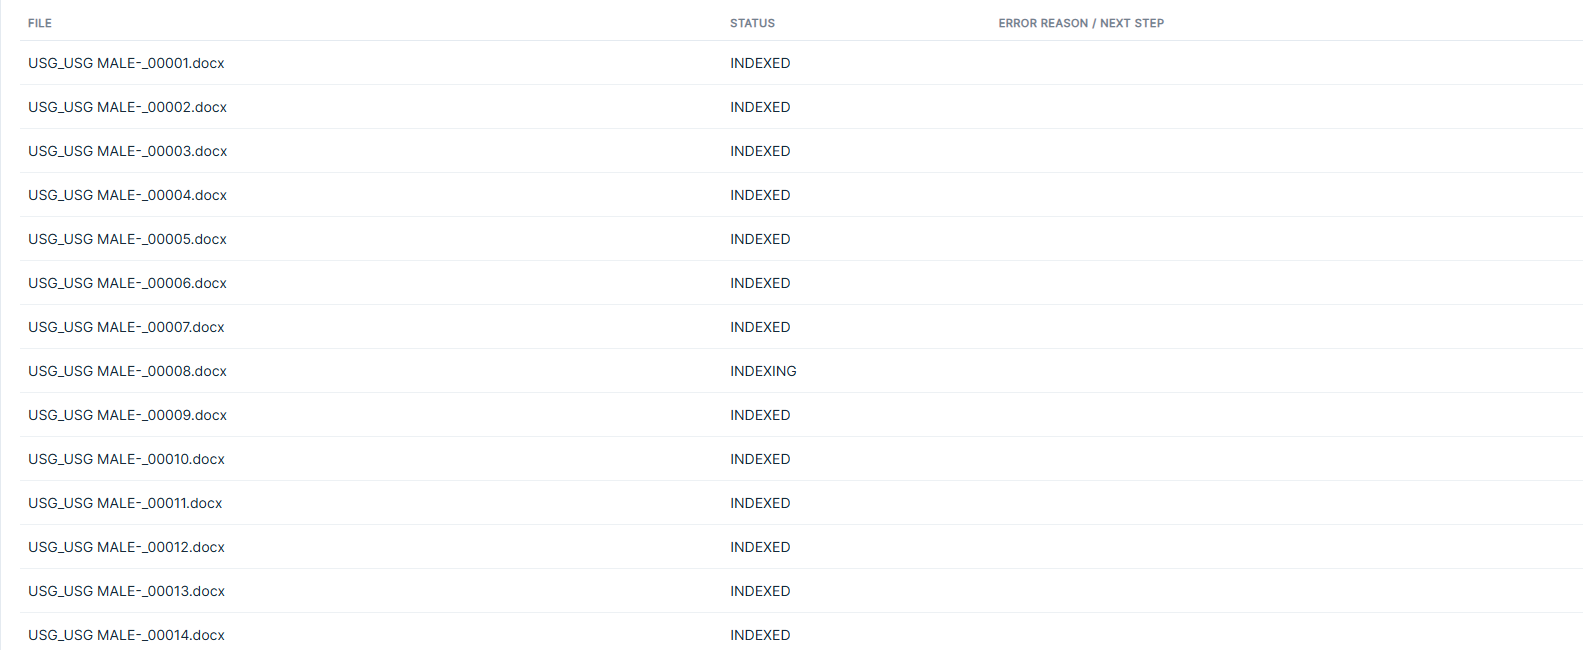 FILE STATUS ERROR REASON / NEXT STEP
USG_USG MALE-_00001.docx INDEXED
USG_USG MALE-_00002.docx INDEXED
USG_USG MALE-_00003.docx INDEXED
USG_USG MALE-_00004.docx INDEXED
USG_USG MALE-_00005.docx INDEXED
USG_USG MALE-_00006.docx INDEXED
USG_USG MALE-_00007.docx INDEXED
USG_USG MALE-_00008.docx INDEXING
USG_USG MALE-_00009.docx INDEXED
USG_USG MALE-_00010.docx INDEXED
USG_USG MALE-_00011.docx INDEXED
USG_USG MALE-_00012.docx INDEXED
USG_USG MALE-_00013.docx INDEXED
USG_USG MALE-_00014.docx INDEXED